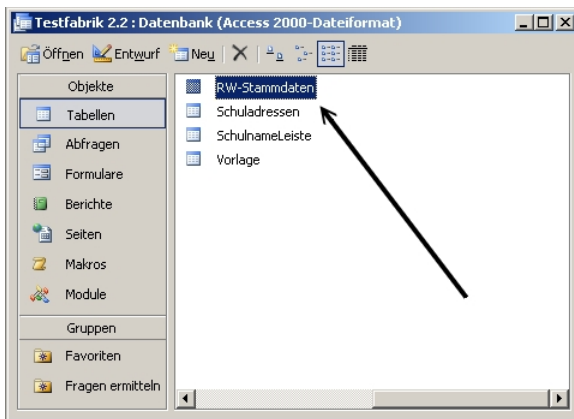 Testfabrik 2.2 : Datenbank (Access 2000-Dateiformat)
Öffnen Entwurf Neu
Objekte
Tabellen
Abfragen
Formulare
Berichte
Seiten
Makros
Module
Gruppen
Favoriten
Fragen ermitteln
RW-Stammdaten
Schuladressen
SchulnameLeiste
Vorlage